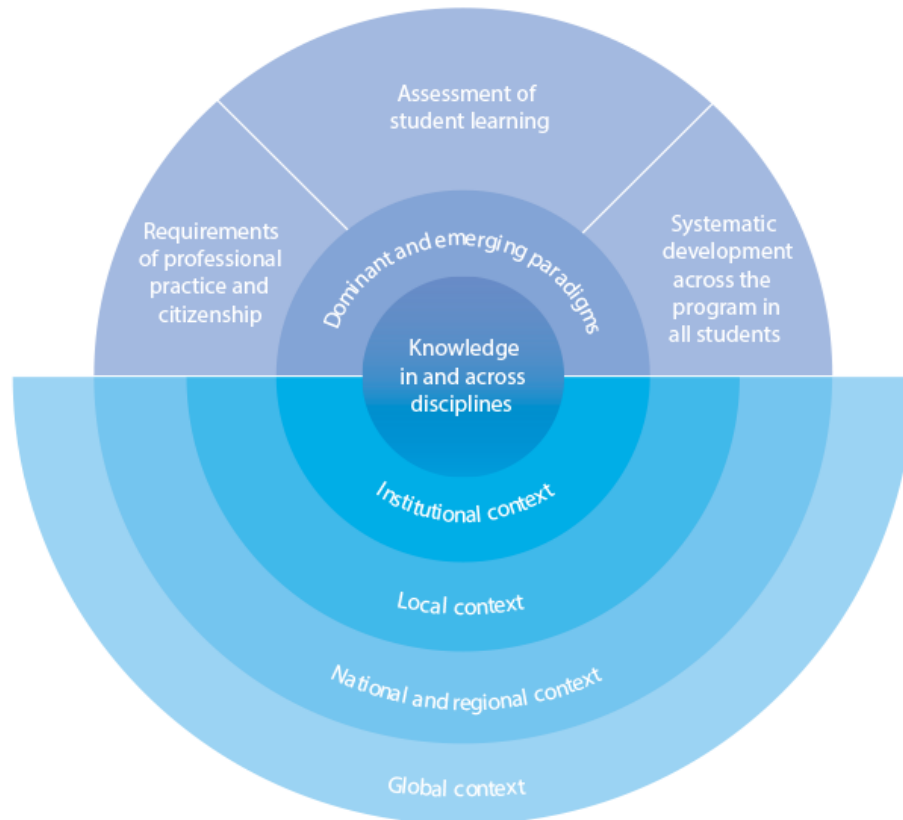 Assessment of
student learning
Requirements
of professional
practice and
citizenship
Dominant and emerging paradigms
Systematic
development
across the
program in
all students
Knowledge
in and across
disciplines
Institutional context
Local context
National and regional context
Global context